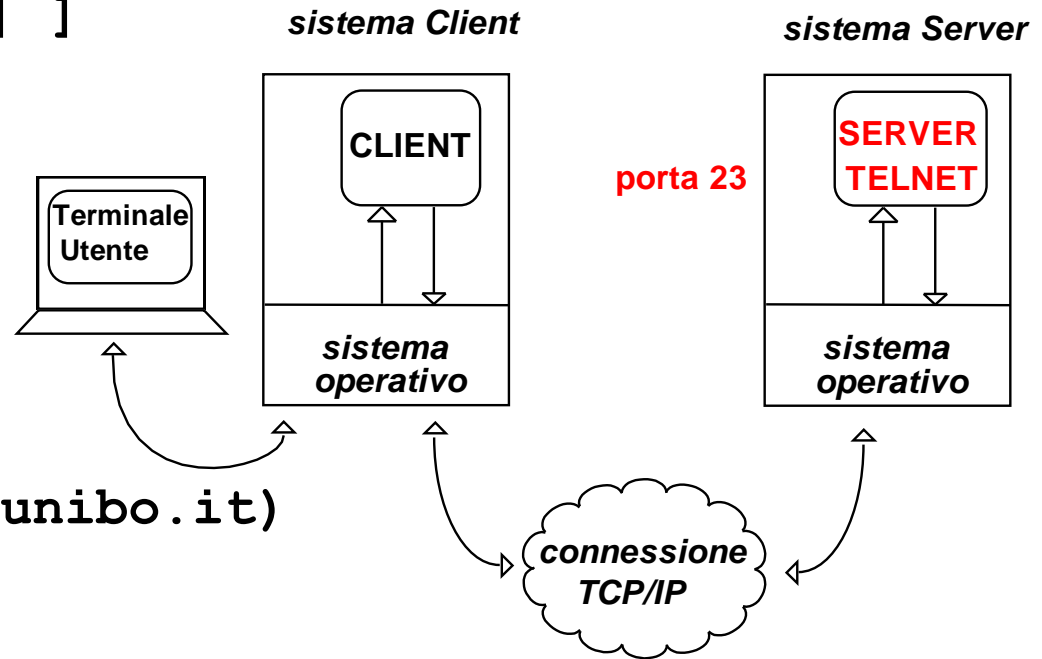 ]
sistema Client
sistema Server
CLIENT
SERVER
TELNET
porta 23
Terminale
Utente
sistema
operativo
sistema
operativo
unibo.it)
connessione
TCP/IP